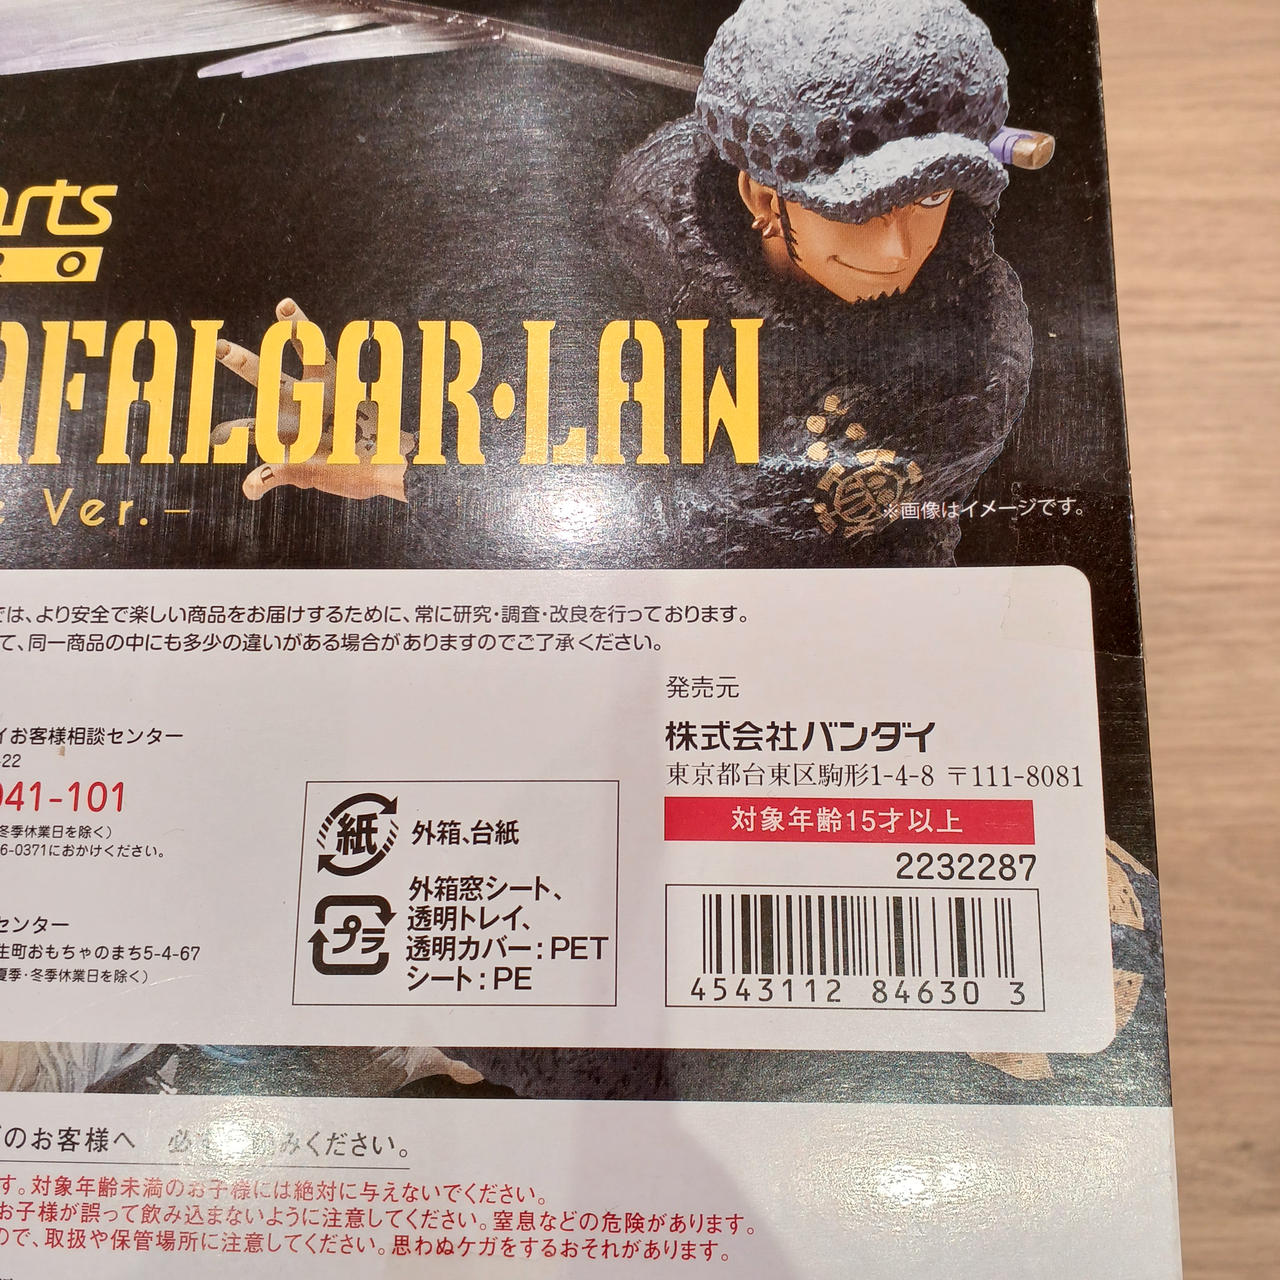 arts
RO
AFALGAR·LAW
e Ver.–
※画像はイメージです。
では、より安全で楽しい商品をお届けするために、常に研究・調査・改良を行っております。
て、同一商品の中にも多少の違いがある場合がありますのでご了承ください。
発売元
株式会社バンダイ
東京都台東区駒形1-4-8 〒111-8081
対象年齢15才以上
2232287
4543112 84630 3
イお客様相談センター
-22
041-101
冬季休業日を除く)
6-0371におかけください。
センター
生町おもちゃのまち5-4-67
夏季・冬季休業日を除く)
紙
外箱、台紙
プラ
外箱窓シート、
透明トレイ、
透明カバー：PET
シート：PE
のお客様へ 必 みください。
す。対象年齢未満のお子様には絶対に与えないでください。
お子様が誤って飲み込まないように注意してください。窒息などの危険があります。
ので、取扱や保管場所に注意してください。思わぬケガをするおそれがあります。